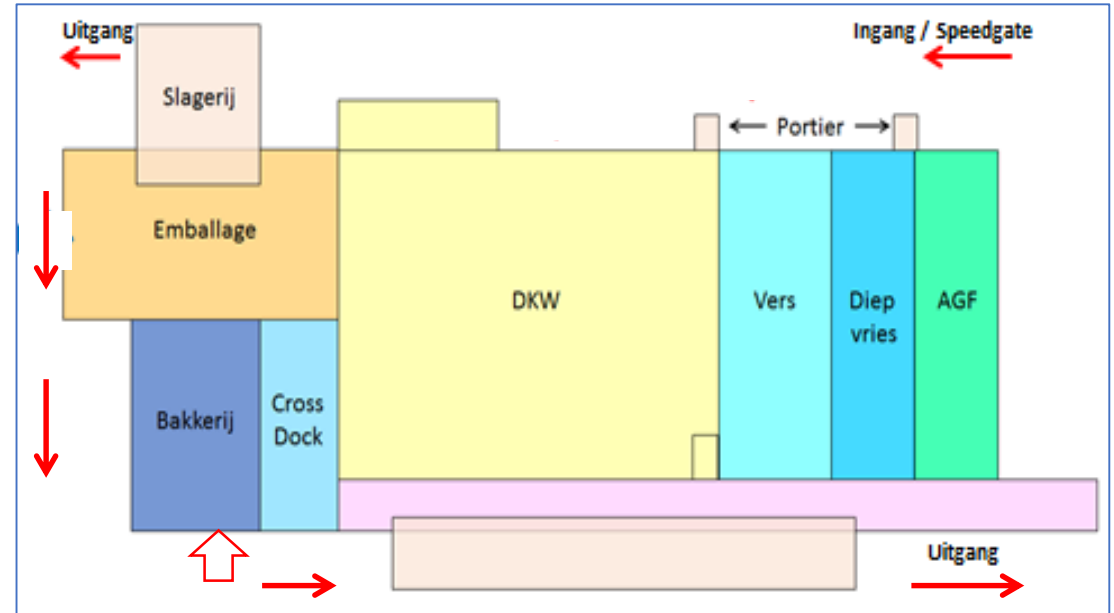 Uitgang
Ingang / Speedgate
Slagerij
Portier
Emballage
DKW
Vers
Diep
vries
AGF
Bakkerij
Cross
Dock
Uitgang